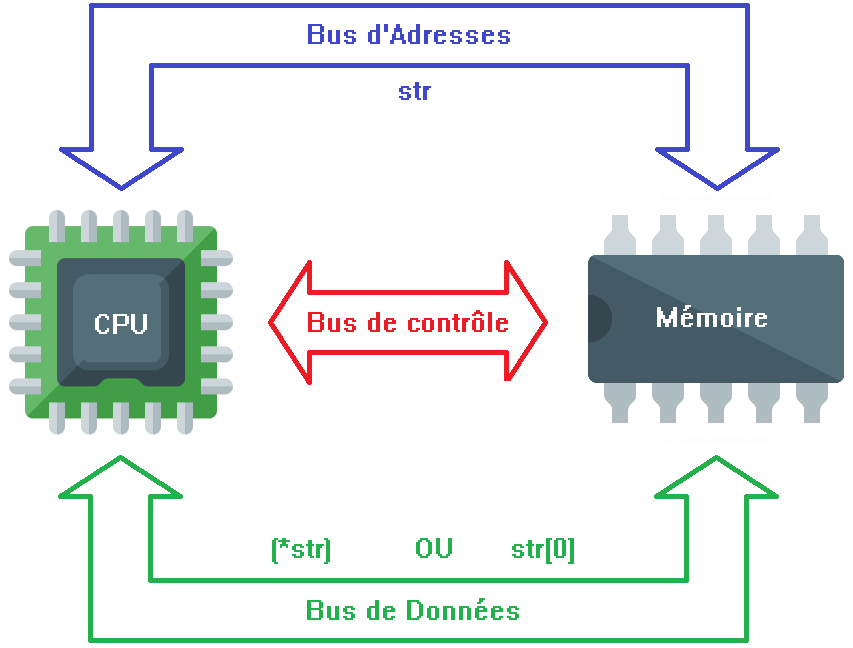 Bus d'Adresses
str
CPU
Bus de contrôle
Mémoire
(*str) OU str[0]
Bus de Données